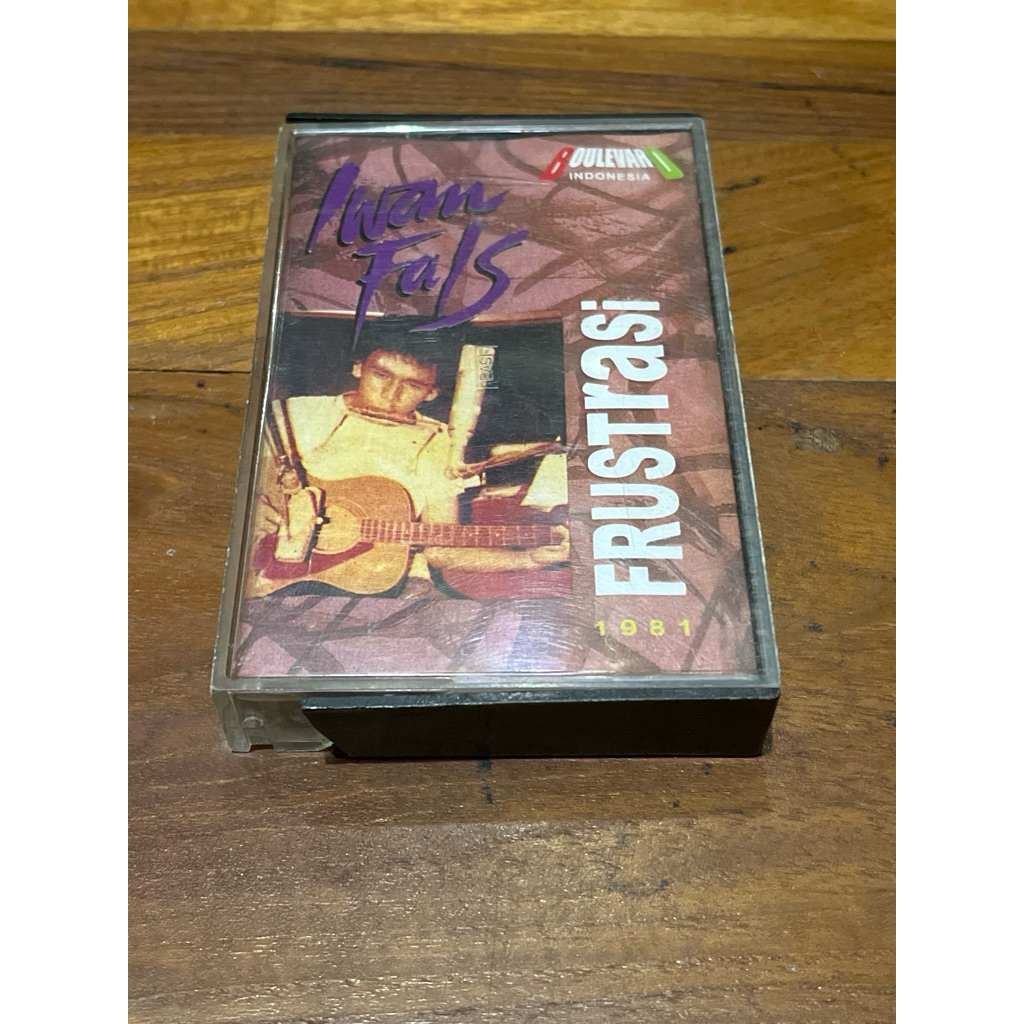 BOULEVARD
INDONESIA
Iwan
Fals
FRUSTraSi
1981